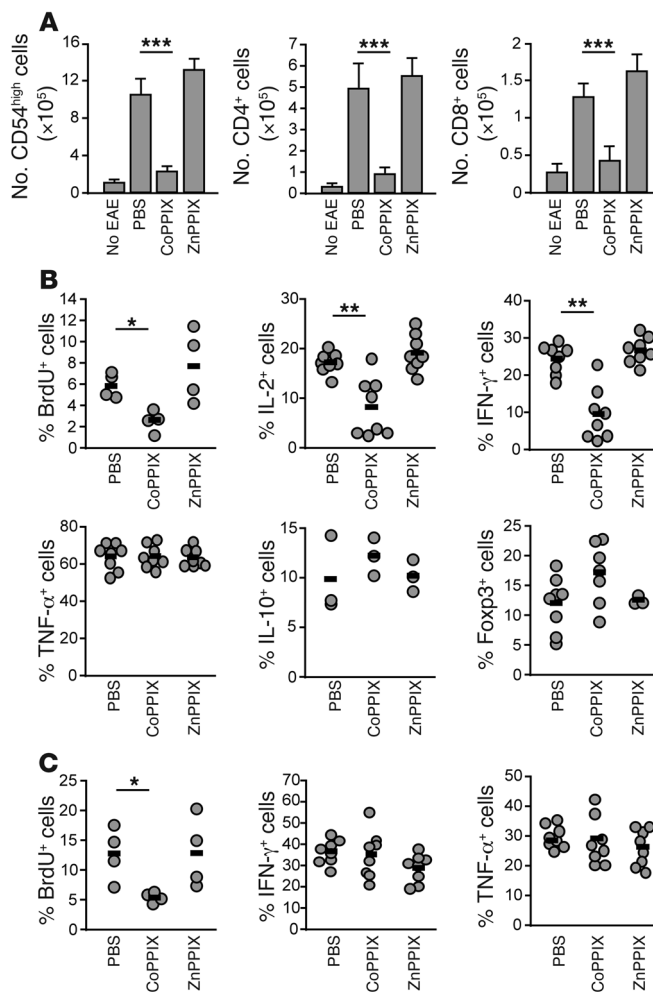 A
No. CD54high cells
(×10⁵)
16
12
8
4
0
***
No EAE
PBS
CoPPIX
ZnPPIX
No. CD4⁺ cells
(×10⁵)
7
6
5
4
3
2
1
0
***
No EAE
PBS
CoPPIX
ZnPPIX
No. CD8⁺ cells
(×10⁵)
2
1.5
1
0.5
0
***
No EAE
PBS
CoPPIX
ZnPPIX
B
% BrdU⁺ cells
14
12
10
8
6
4
2
0
*
PBS
CoPPIX
ZnPPIX
% IL-2⁺ cells
30
20
10
0
**
PBS
CoPPIX
ZnPPIX
% IFN-γ⁺ cells
40
30
20
10
0
**
PBS
CoPPIX
ZnPPIX
% TNF-α⁺ cells
80
60
40
20
0
PBS
CoPPIX
ZnPPIX
% IL-10⁺ cells
15
10
5
0
PBS
CoPPIX
ZnPPIX
% Foxp3⁺ cells
25
20
15
10
5
0
PBS
CoPPIX
ZnPPIX
C
% BrdU⁺ cells
25
20
15
10
5
0
*
PBS
CoPPIX
ZnPPIX
% IFN-γ⁺ cells
70
60
50
40
30
20
10
0
PBS
CoPPIX
ZnPPIX
% TNF-α⁺ cells
50
40
30
20
10
0
PBS
CoPPIX
ZnPPIX